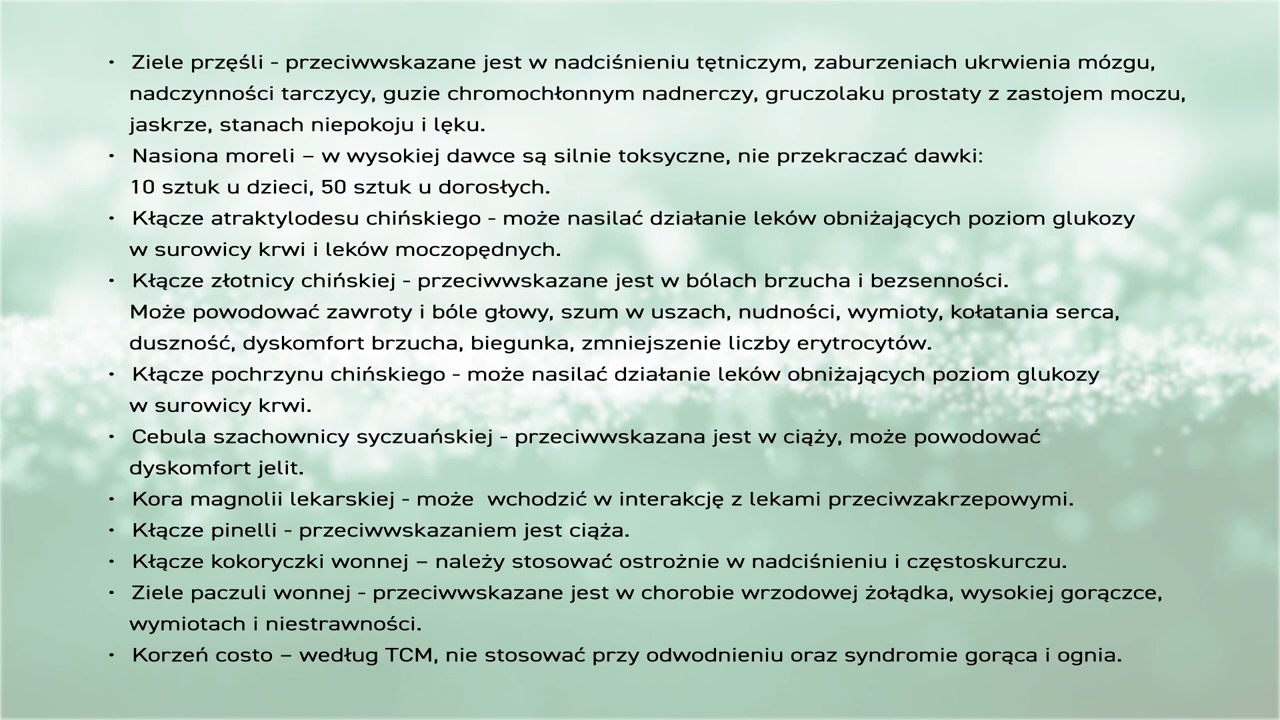 • Ziele przęśli - przeciwwskazane jest w nadciśnieniu tętniczym, zaburzeniach ukrwienia mózgu,
nadczynności tarczycy, guzie chromochłonnym nadnerczy, gruczolaku prostaty z zastojem moczu,
jaskrze, stanach niepokoju i lęku.
• Nasiona moreli – w wysokiej dawce są silnie toksyczne, nie przekraczać dawki:
10 sztuk u dzieci, 50 sztuk u dorosłych.
• Kłącze atraktylodesu chińskiego - może nasilać działanie leków obniżających poziom glukozy
w surowicy krwi i leków moczopędnych.
• Kłącze złotnicy chińskiej - przeciwwskazane jest w bólach brzucha i bezsenności.
Może powodować zawroty i bóle głowy, szum w uszach, nudności, wymioty, kołatania serca,
duszność, dyskomfort brzucha, biegunka, zmniejszenie liczby erytrocytów.
• Kłącze pochrzynu chińskiego - może nasilać działanie leków obniżających poziom glukozy
w surowicy krwi.
• Cebula szachownicy syczuańskiej - przeciwwskazana jest w ciąży, może powodować
dyskomfort jelit.
• Kora magnolii lekarskiej - może  wchodzić w interakcję z lekami przeciwzakrzepowymi.
• Kłącze pinelli - przeciwwskazaniem jest ciąża.
• Kłącze kokoryczki wonnej – należy stosować ostrożnie w nadciśnieniu i częstoskurczu.
• Ziele paczuli wonnej - przeciwwskazane jest w chorobie wrzodowej żołądka, wysokiej gorączce,
wymiotach i niestrawności.
• Korzeń costo – według TCM, nie stosować przy odwodnieniu oraz syndromie gorąca i ognia.